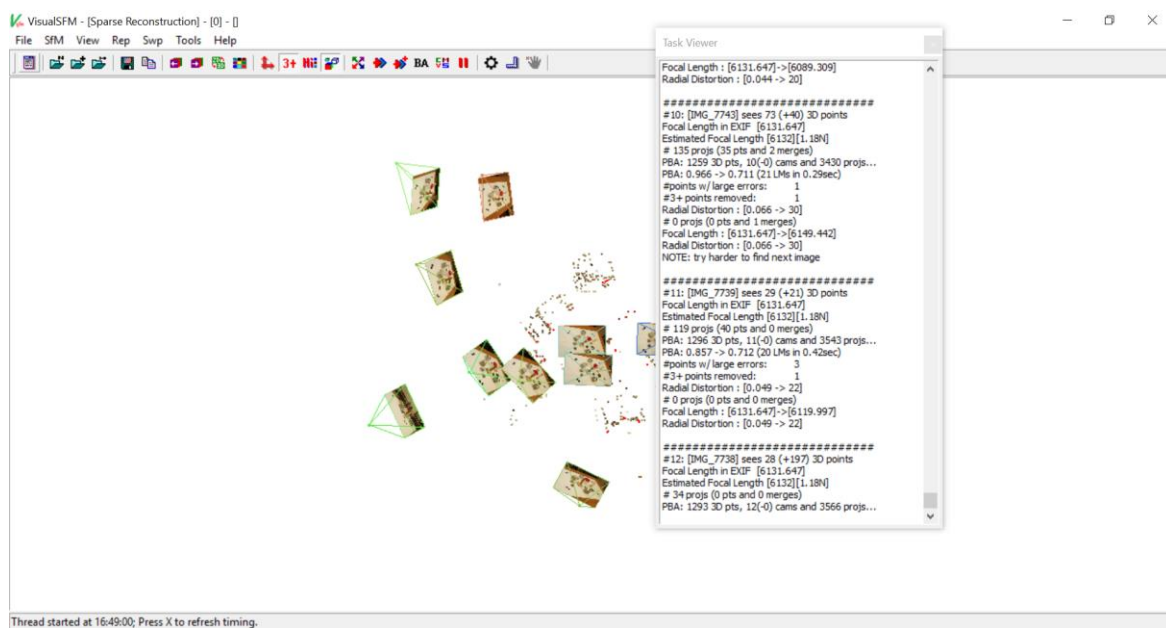 VisualSFM - [Sparse Reconstruction] - [0] - []
File SfM View Rep Swp Tools Help
3+ BA
Task Viewer
Focal Length : [6131.647]->[6089.309]
Radial Distortion : [0.044 -> 20]
##############################
#10: [IMG_7743] sees 73 (+40) 3D points
Focal Length in EXIF [6131.647]
Estimated Focal Length [6132][1.18N]
# 135 projs (35 pts and 2 merges)
PBA: 1259 3D pts, 10(-0) cams and 3430 projs...
PBA: 0.966 -> 0.711 (21 LMs in 0.29sec)
#points w/ large errors: 1
#3+ points removed: 1
Radial Distortion : [0.066 -> 30]
# 0 projs (0 pts and 1 merges)
Focal Length : [6131.647]->[6149.442]
Radial Distortion : [0.066 -> 30]
NOTE: try harder to find next image
##############################
#11: [IMG_7739] sees 29 (+21) 3D points
Focal Length in EXIF [6131.647]
Estimated Focal Length [6132][1.18N]
# 119 projs (40 pts and 0 merges)
PBA: 1296 3D pts, 11(-0) cams and 3543 projs...
PBA: 0.857 -> 0.712 (20 LMs in 0.42sec)
#points w/ large errors: 3
#3+ points removed: 1
Radial Distortion : [0.049 -> 22]
# 0 projs (0 pts and 0 merges)
Focal Length : [6131.647]->[6119.997]
Radial Distortion : [0.049 -> 22]
##############################
#12: [IMG_7738] sees 28 (+197) 3D points
Focal Length in EXIF [6131.647]
Estimated Focal Length [6132][1.18N]
# 34 projs (0 pts and 0 merges)
PBA: 1293 3D pts, 12(-0) cams and 3566 projs...
Thread started at 16:49:00; Press X to refresh timing.